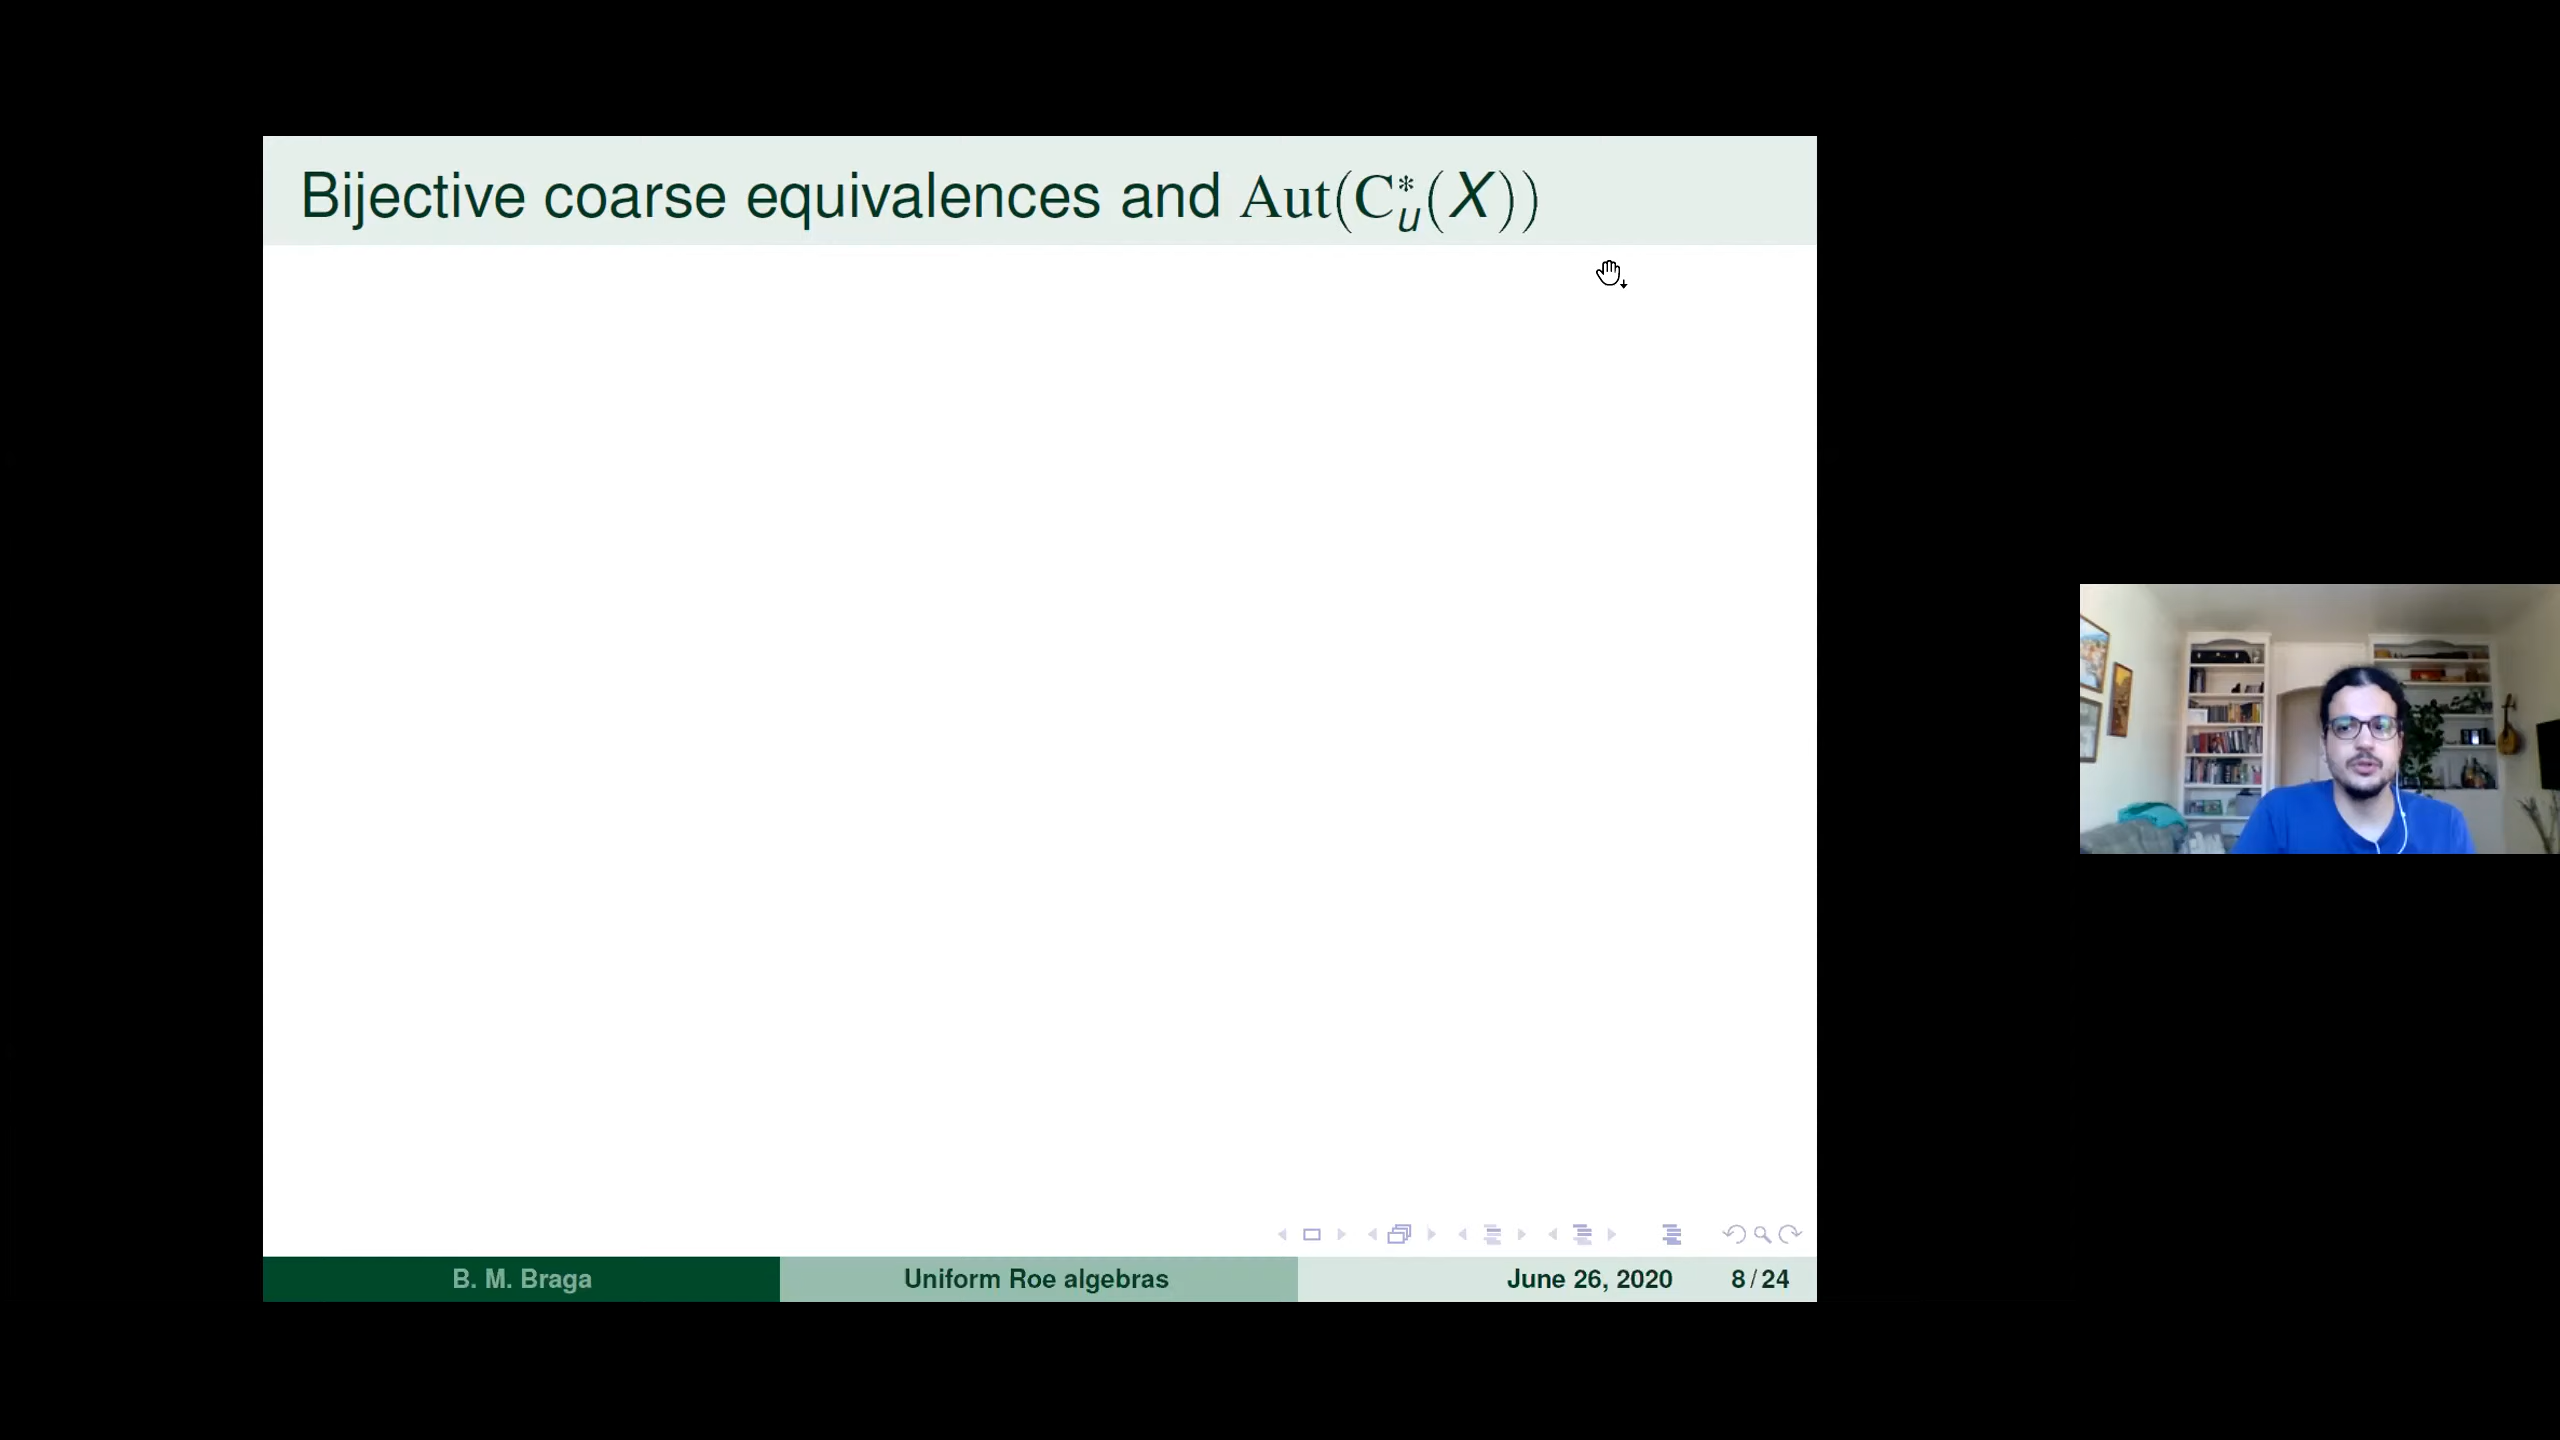 Bijective coarse equivalences and Aut(C*_u(X))
B. M. Braga Uniform Roe algebras June 26, 2020 8/24